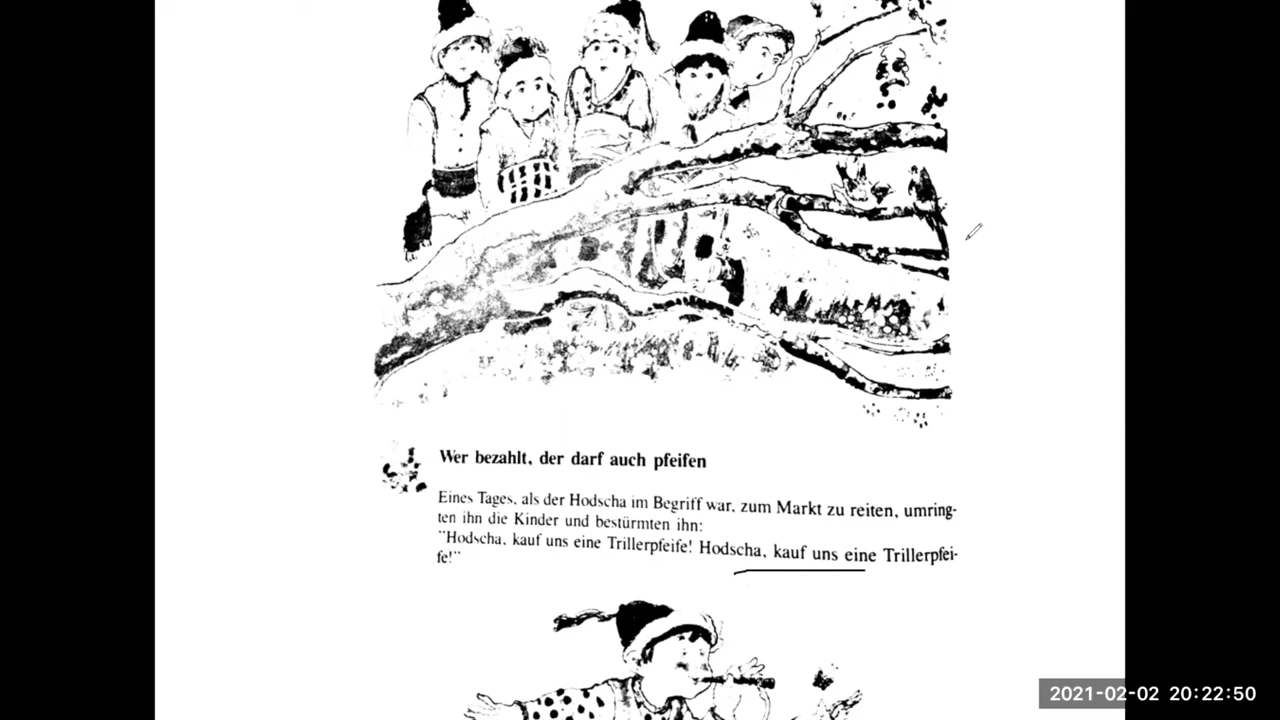 Wer bezahlt, der darf auch pfeifen
Eines Tages, als der Hodscha im Begriff war, zum Markt zu reiten, umring-
ten ihn die Kinder und bestürmten ihn:
"Hodscha, kauf uns eine Trillerpfeife! Hodscha, kauf uns eine Trillerpfei-
fe!"
2021-02-02 20:22:50